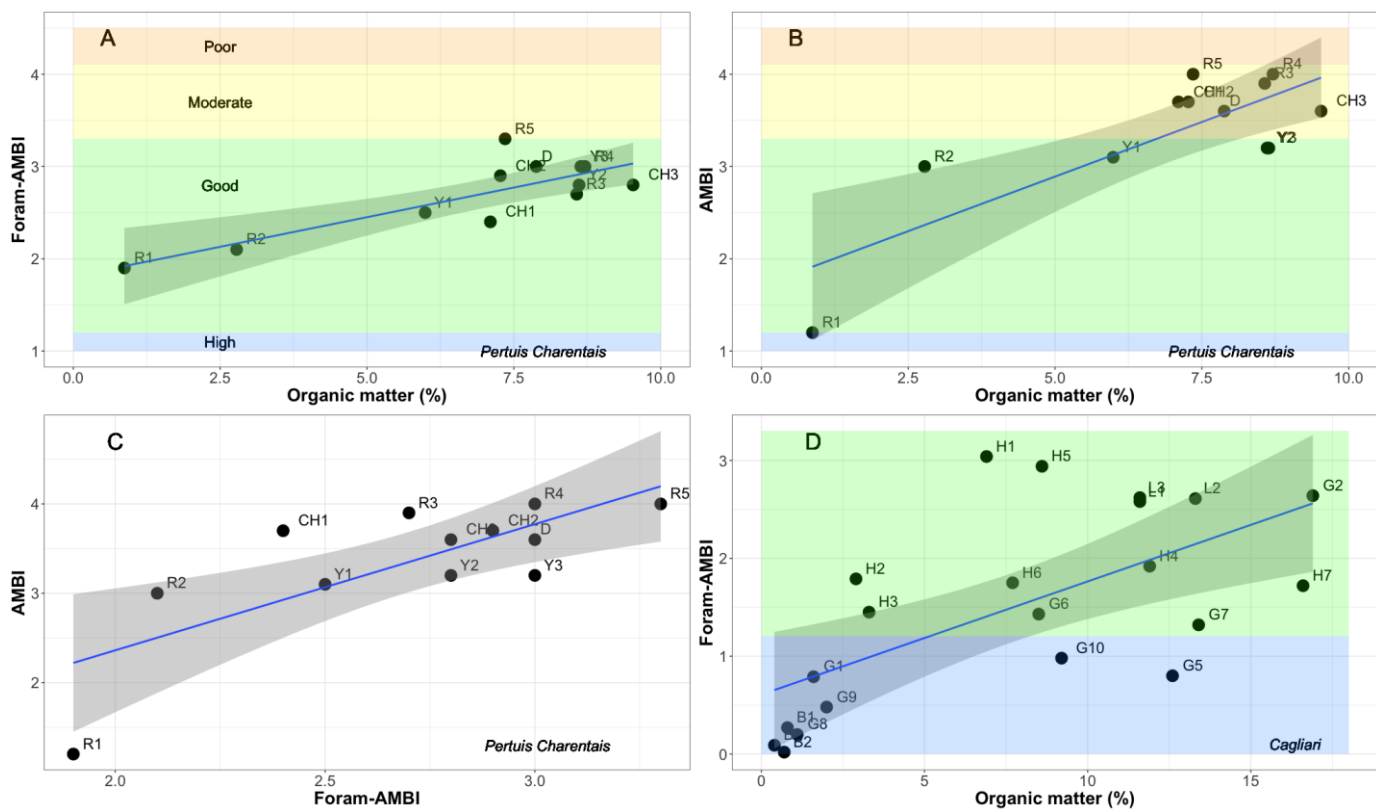 A
Poor
Moderate
Good
High
R5
D
Y3
R4
CH2
Y2
R3
CH3
Y1
CH1
R2
R1
Pertuis Charentais
4
3
2
1
Foram-AMBI
0.0
2.5
5.0
7.5
10.0
Organic matter (%)
B
R5
R4
R3
CH2
D
CH3
R2
Y1
R1
Pertuis Charentais
4
3
2
1
AMBI
0.0
2.5
5.0
7.5
10.0
Organic matter (%)
C
R3
R4
R5
CH1
CH2
D
R2
Y1
Y2
Y3
R1
Pertuis Charentais
4
3
2
AMBI
2.0
2.5
3.0
Foram-AMBI
D
H1
H5
L3
L1
L2
G2
H2
H4
H6
H7
H3
G6
G7
G10
G5
G1
G9
B1
G8
B2
Cagliari
3
2
1
0
Foram-AMBI
0
5
10
15
Organic matter (%)